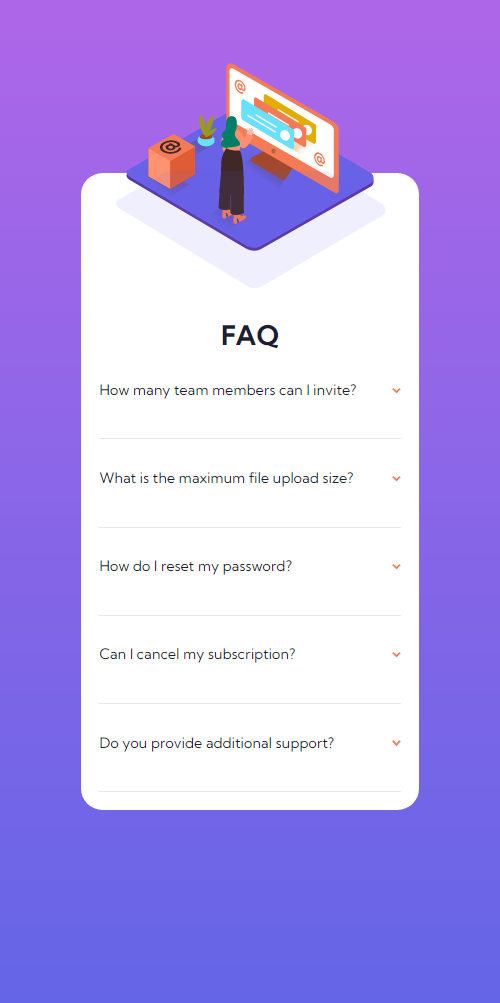 @
@
@
FAQ
How many team members can I invite?
What is the maximum file upload size?
How do I reset my password?
Can I cancel my subscription?
Do you provide additional support?